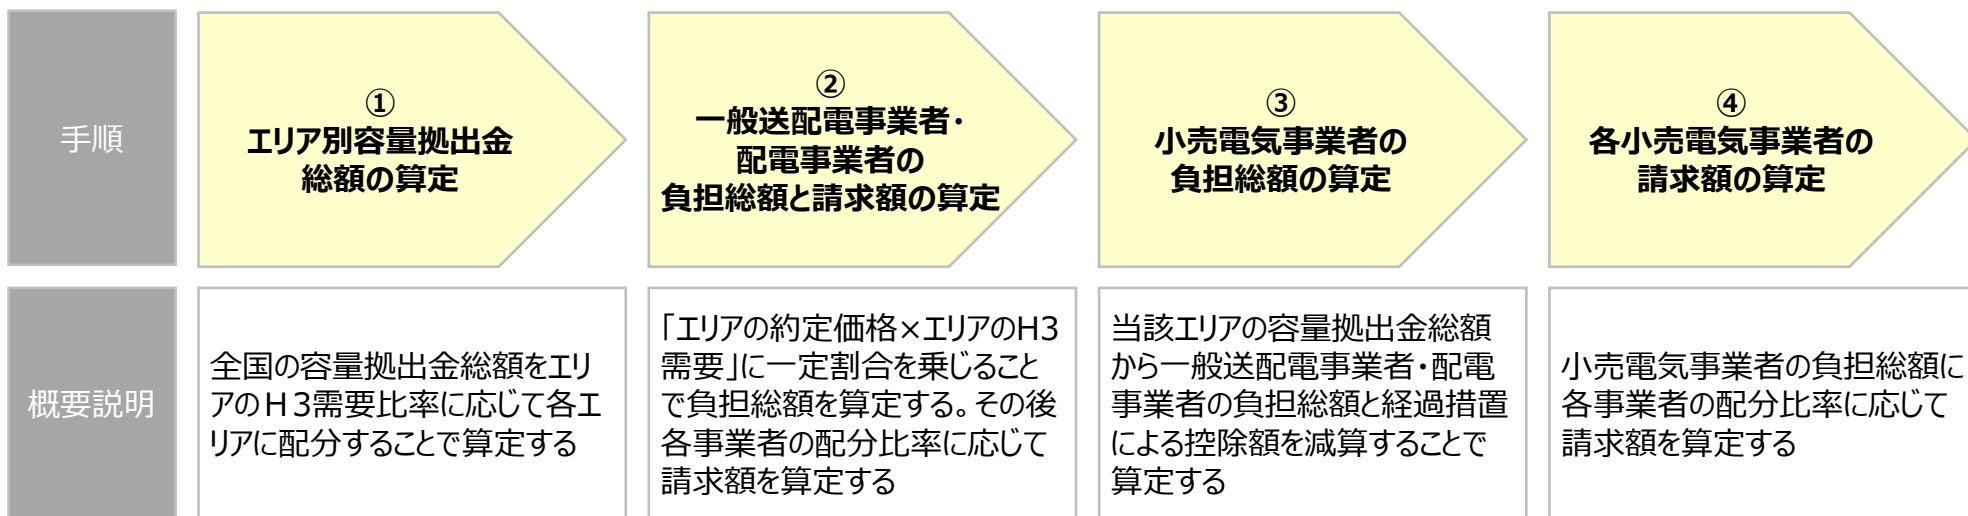 手順
①
エリア別容量拠出金
総額の算定
②
一般送配電事業者・
配電事業者の
負担総額と請求額の算定
③
小売電気事業者の
負担総額の算定
④
各小売電気事業者の
請求額の算定
概要説明
全国の容量拠出金総額をエリ
アのH3需要比率に応じて各エ
リアに配分することで算定する
「エリアの約定価格×エリアのH3
需要」に一定割合を乗じること
で負担総額を算定する。その後
各事業者の配分比率に応じて
請求額を算定する
当該エリアの容量拠出金総額
から一般送配電事業者・配電
事業者の負担総額と経過措置
による控除額を減算することで
算定する
小売電気事業者の負担総額に
各事業者の配分比率に応じて
請求額を算定する